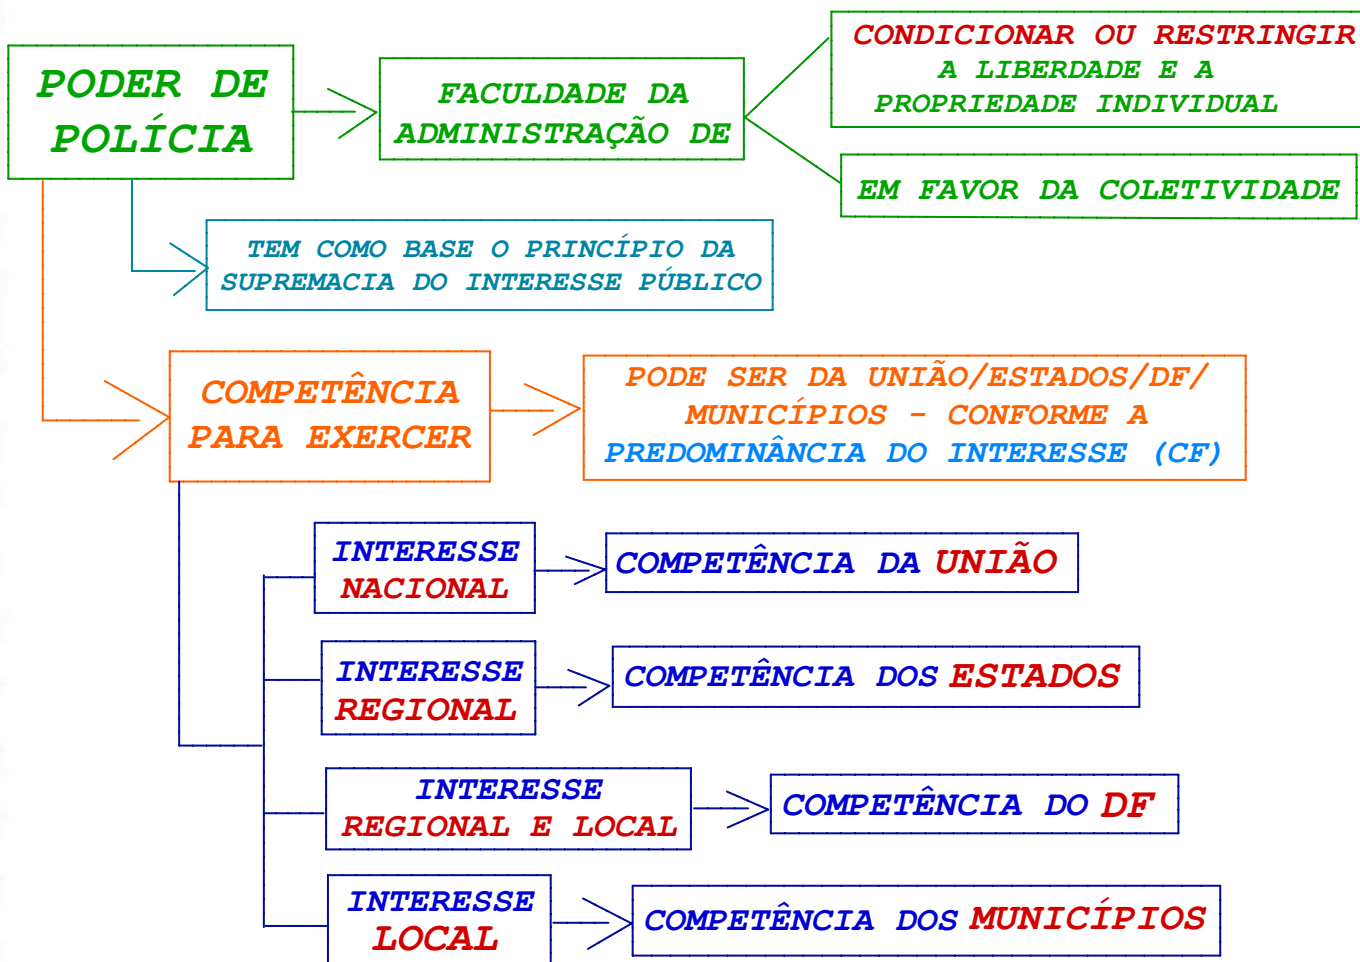 PODER DE
POLÍCIA
FACULDADE DA
ADMINISTRAÇÃO DE
CONDICIONAR OU RESTRINGIR
A LIBERDADE E A
PROPRIEDADE INDIVIDUAL
EM FAVOR DA COLETIVIDADE
TEM COMO BASE O PRINCÍPIO DA
SUPREMACIA DO INTERESSE PÚBLICO
COMPETÊNCIA
PARA EXERCER
PODE SER DA UNIÃO/ESTADOS/DF/
MUNICÍPIOS - CONFORME A
PREDOMINÂNCIA DO INTERESSE (CF)
INTERESSE
NACIONAL
COMPETÊNCIA DA UNIÃO
INTERESSE
REGIONAL
COMPETÊNCIA DOS ESTADOS
INTERESSE
REGIONAL E LOCAL
COMPETÊNCIA DO DF
INTERESSE
LOCAL
COMPETÊNCIA DOS MUNICÍPIOS